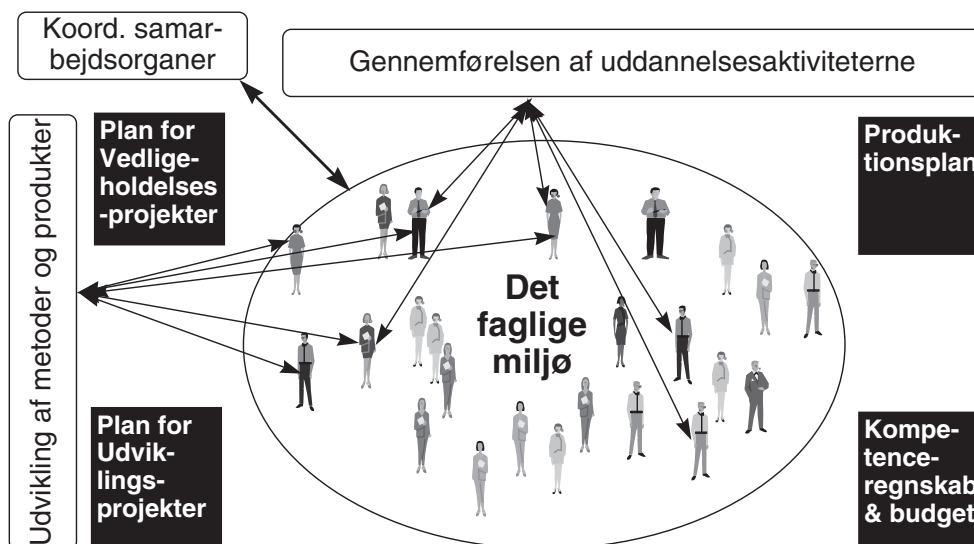 Koord. samar-
bejdsorganer
Gennemførelsen af uddannelsesaktiviteterne
Udvikling af metoder og produkter
Plan for
Vedlige-
holdelses
-projekter
Produk-
tionsplan
Det
faglige
miljø
Plan for
Udvik-
lings-
projekter
Kompe-
tence-
regnskab
& budget